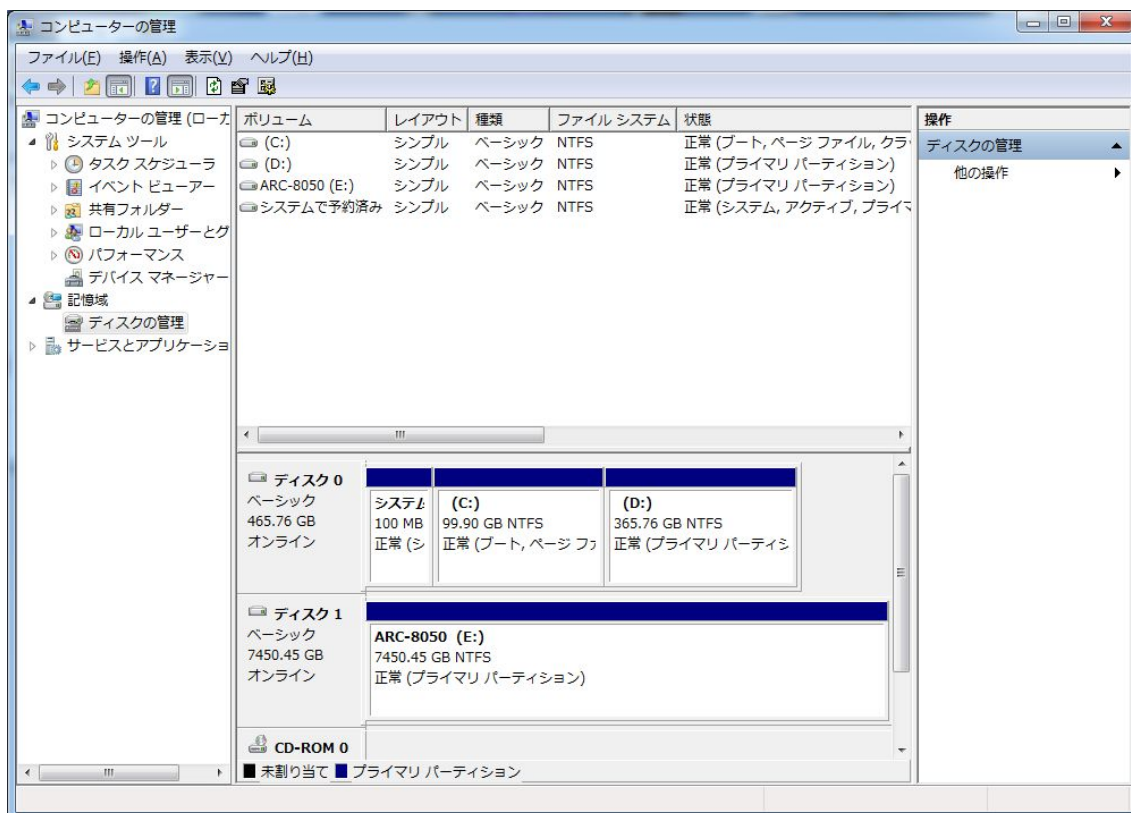 コンピューターの管理
ファイル(F) 操作(A) 表示(V) ヘルプ(H)
コンピューターの管理 (ローカ
システム ツール
タスク スケジューラ
イベント ビューアー
共有フォルダー
ローカル ユーザーとグ
パフォーマンス
デバイス マネージャー
記憶域
ディスクの管理
サービスとアプリケーショ
ボリューム レイアウト 種類 ファイル システム 状態
(C:) シンプル ベーシック NTFS 正常 (ブート, ページ ファイル, クラ
(D:) シンプル ベーシック NTFS 正常 (プライマリ パーティション)
ARC-8050 (E:) シンプル ベーシック NTFS 正常 (プライマリ パーティション)
システムで予約済み シンプル ベーシック NTFS 正常 (システム, アクティブ, プライマ
ディスク 0
ベーシック
465.76 GB
オンライン
システム
100 MB
正常 (シ
(C:)
99.90 GB NTFS
正常 (ブート, ページ ファ
(D:)
365.76 GB NTFS
正常 (プライマリ パーティシ
ディスク 1
ベーシック
7450.45 GB
オンライン
ARC-8050 (E:)
7450.45 GB NTFS
正常 (プライマリ パーティション)
CD-ROM 0
未割り当て プライマリ パーティション
操作
ディスクの管理
他の操作